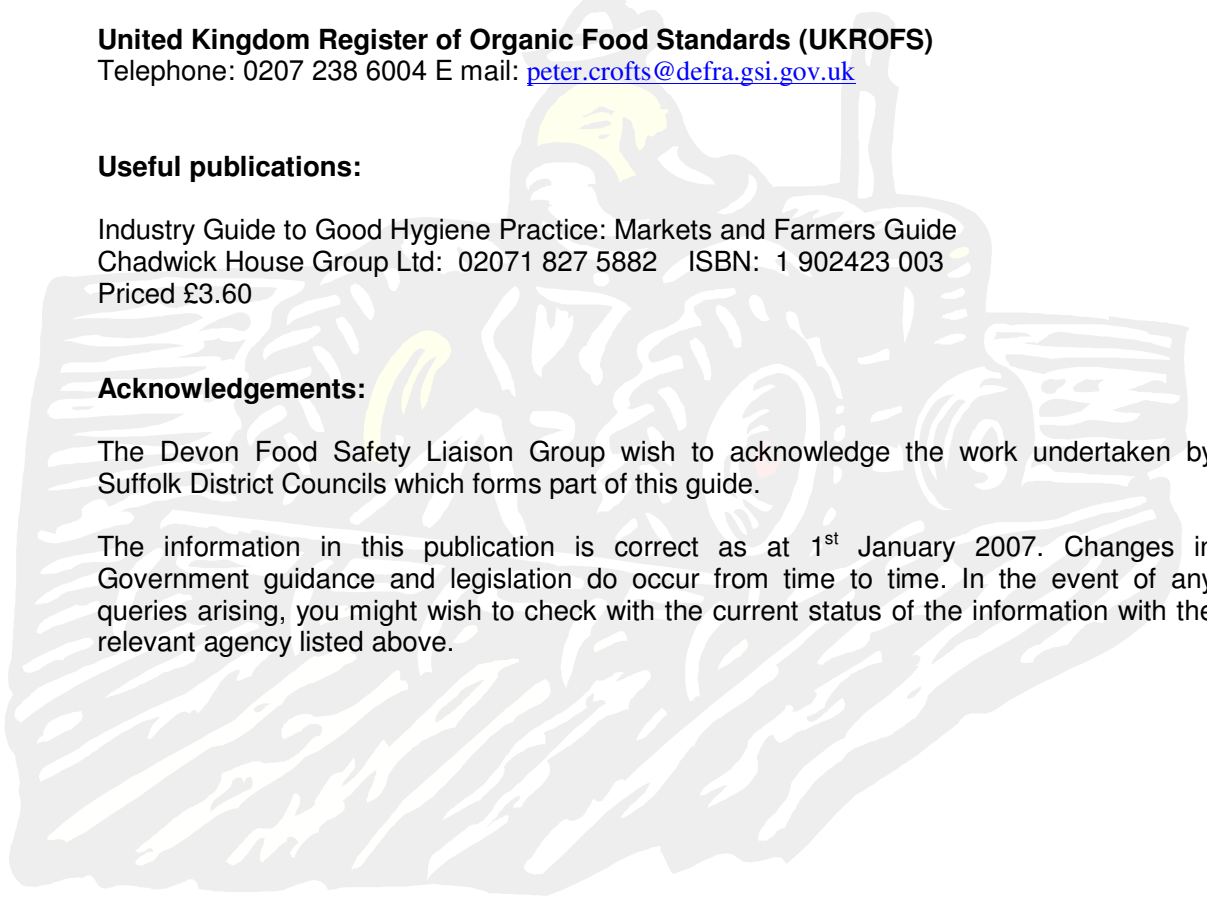 United Kingdom Register of Organic Food Standards (UKROFS)
Telephone: 0207 238 6004 E mail: peter.crofts@defra.gsi.gov.uk
Useful publications:
Industry Guide to Good Hygiene Practice: Markets and Farmers Guide
Chadwick House Group Ltd: 02071 827 5882 ISBN: 1 902423 003
Priced £3.60
Acknowledgements:
The Devon Food Safety Liaison Group wish to acknowledge the work undertaken by
Suffolk District Councils which forms part of this guide.
The information in this publication is correct as at 1st January 2007. Changes in
Government guidance and legislation do occur from time to time. In the event of any
queries arising, you might wish to check with the current status of the information with the
relevant agency listed above.